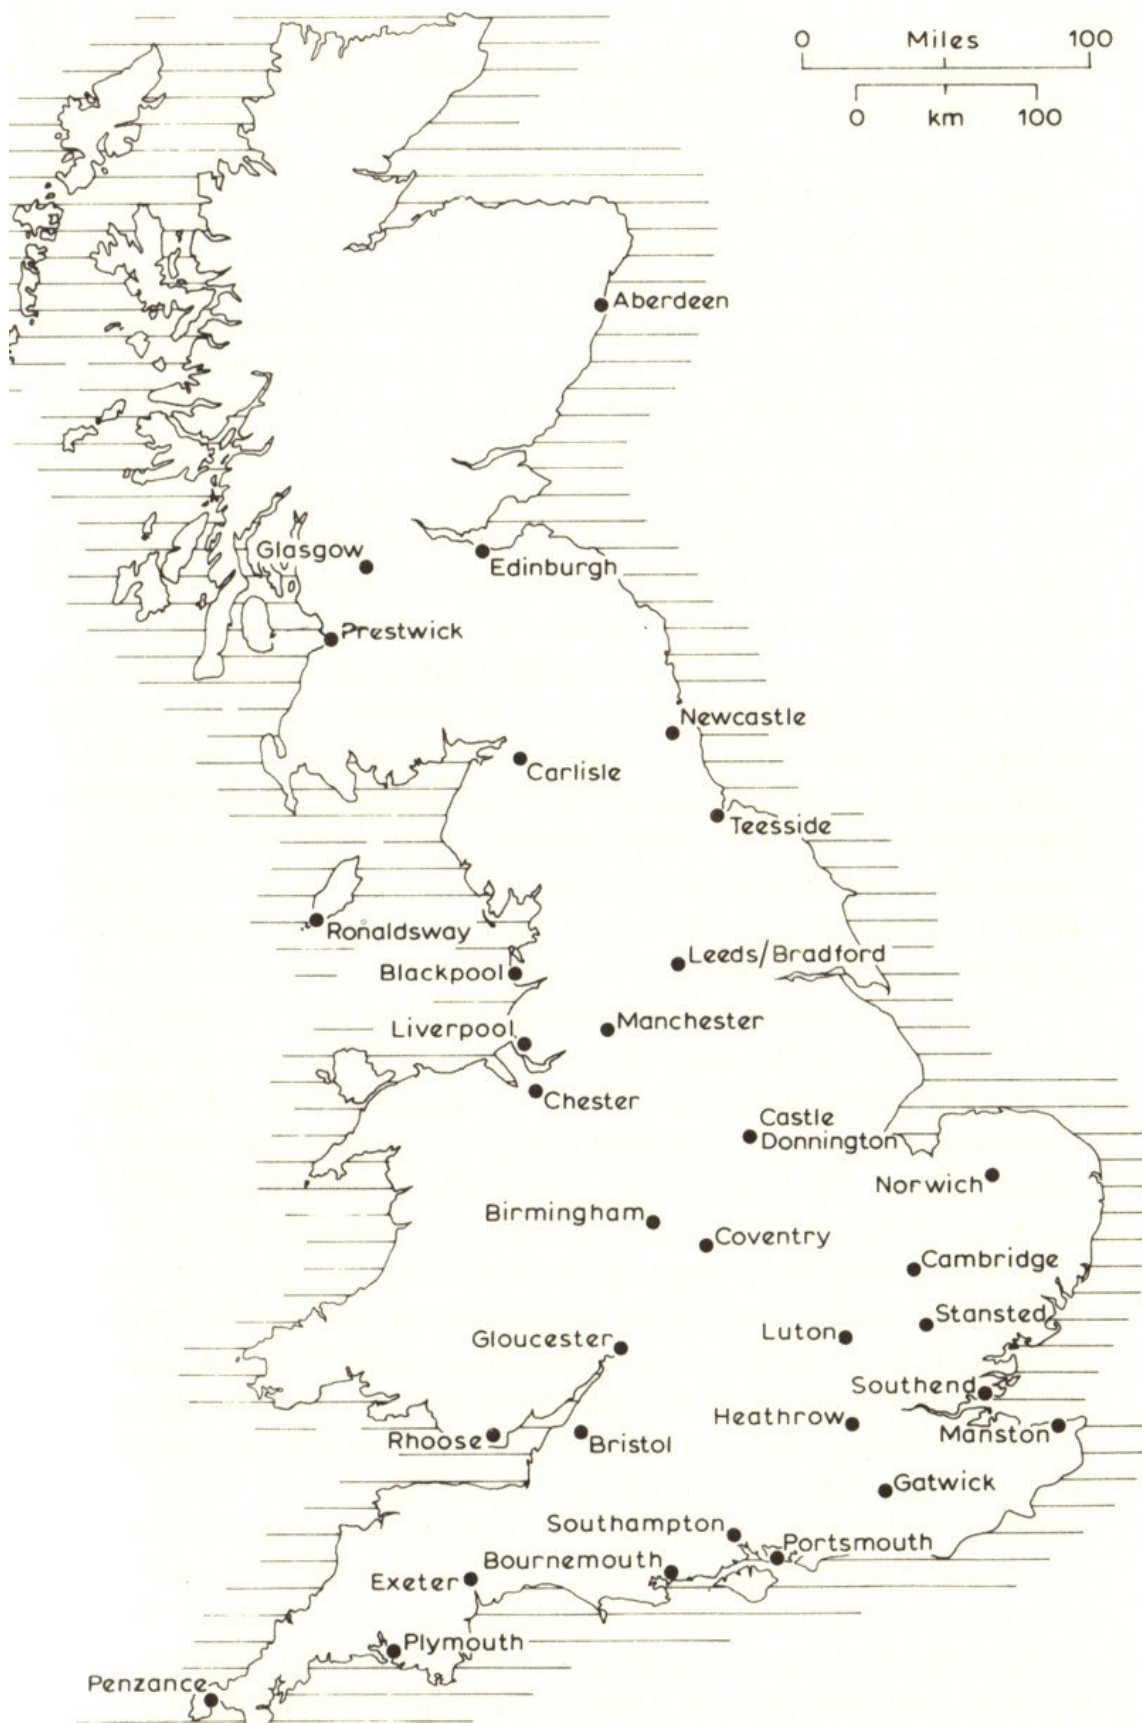 0 Miles 100
0 km 100
Aberdeen
Glasgow
Edinburgh
Prestwick
Newcastle
Carlisle
Teesside
Ronaldsway
Leeds/Bradford
Blackpool
Manchester
Liverpool
Chester
Castle
Donnington
Norwich
Birmingham
Coventry
Cambridge
Stansted
Luton
Gloucester
Southend
Heathrow
Manston
Rhoose
Bristol
Gatwick
Southampton
Portsmouth
Bournemouth
Exeter
Plymouth
Penzance